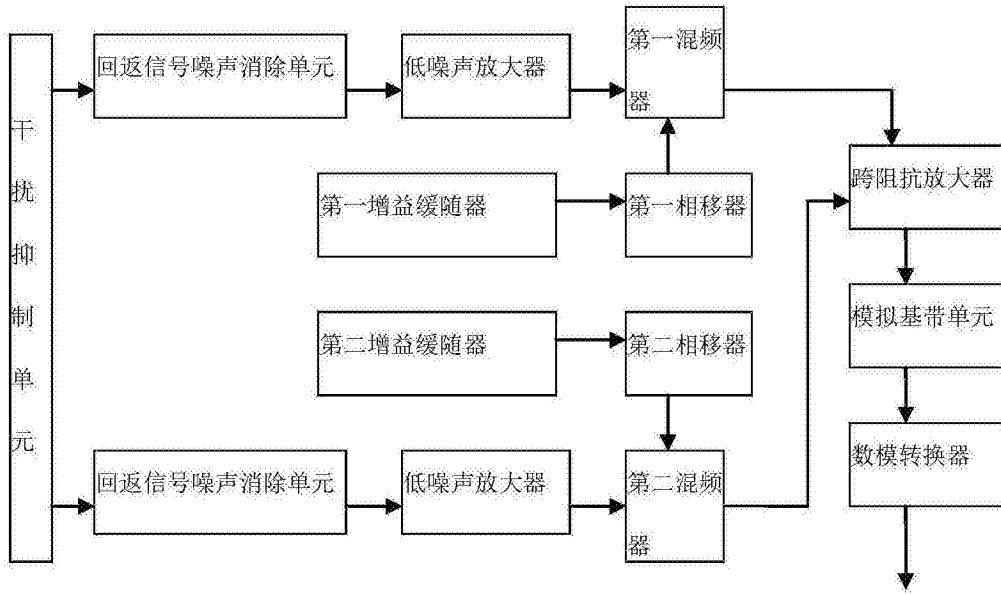 干扰抑制单元
回返信号噪声消除单元
低噪声放大器
第一混频
器
跨阻抗放大器
第一增益缓随器
第一相移器
第二增益缓随器
第二相移器
模拟基带单元
回返信号噪声消除单元
低噪声放大器
第二混频
器
数模转换器